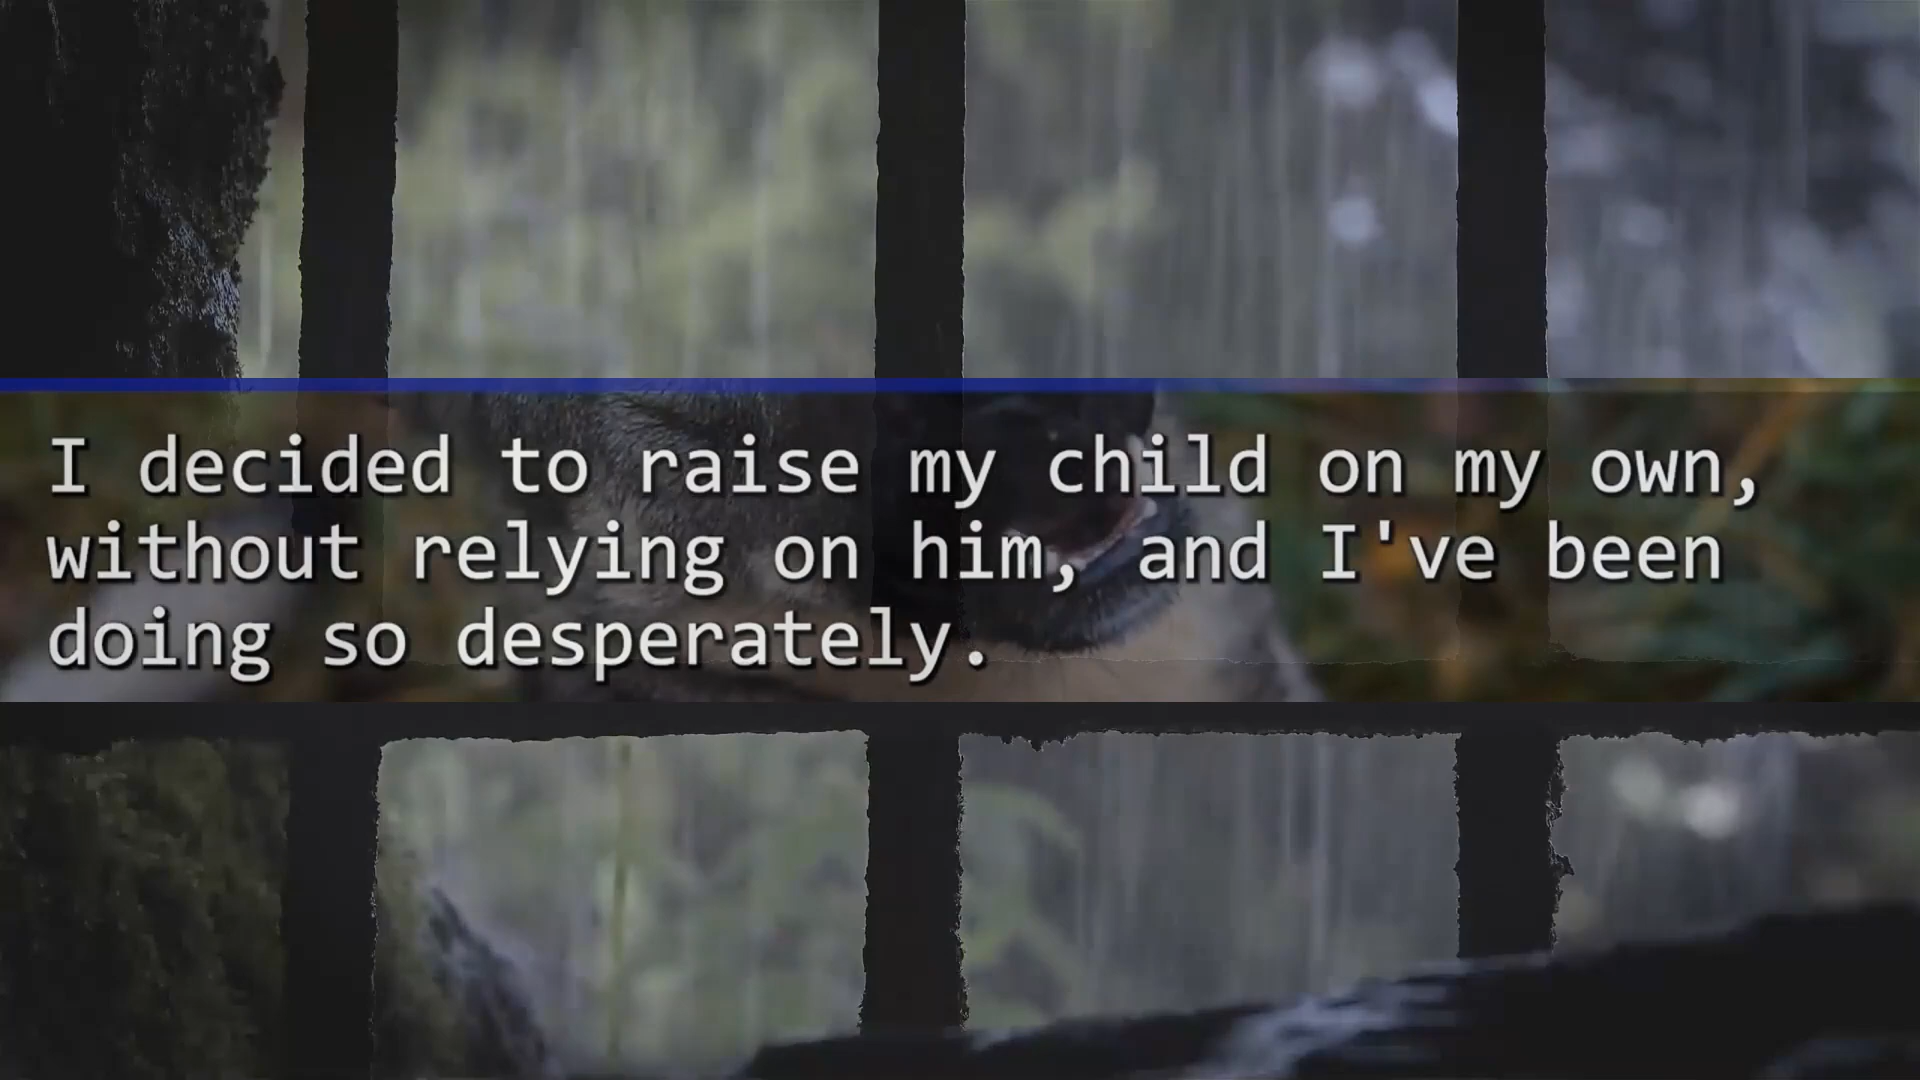 I decided to raise my child on my own,
without relying on him, and I've been
doing so desperately.